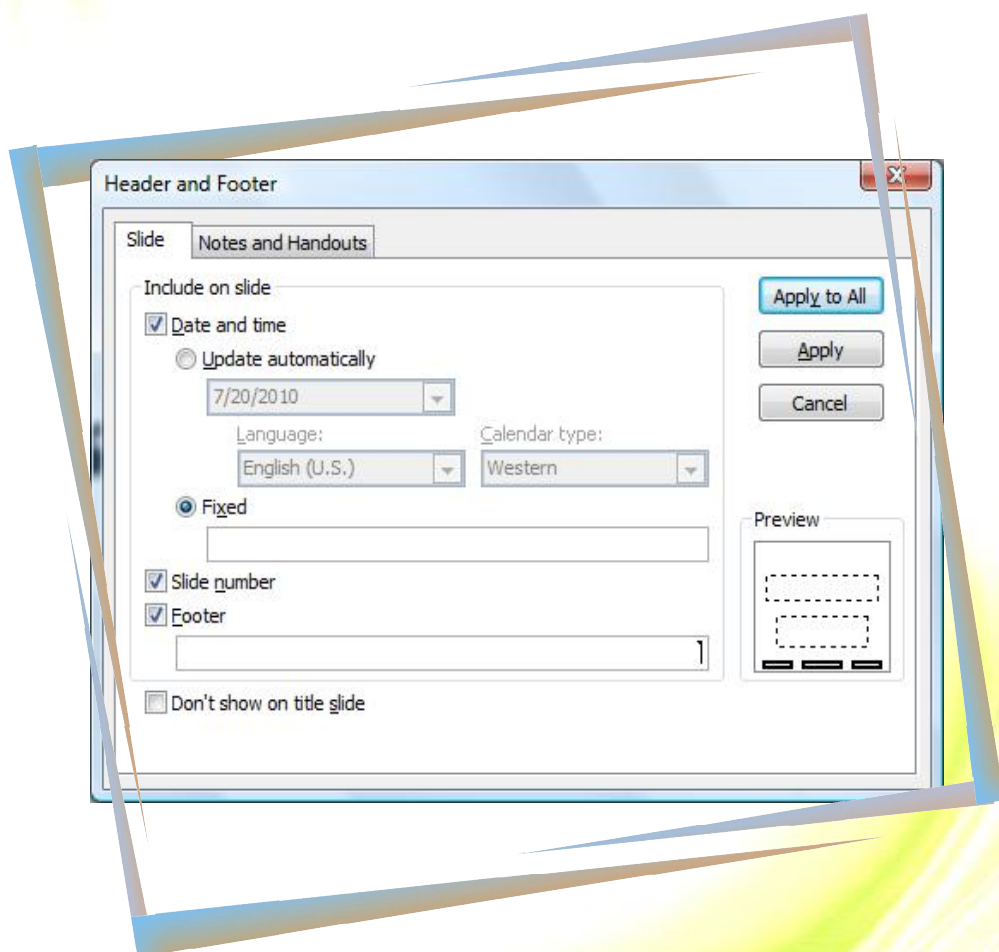 Header and Footer
Slide Notes and Handouts
Include on slide
Date and time
Update automatically
7/20/2010
Language: Calendar type:
English (U.S.) Western
Fixed
Slide number
Footer
Don't show on title slide
Apply to All
Apply
Cancel
Preview